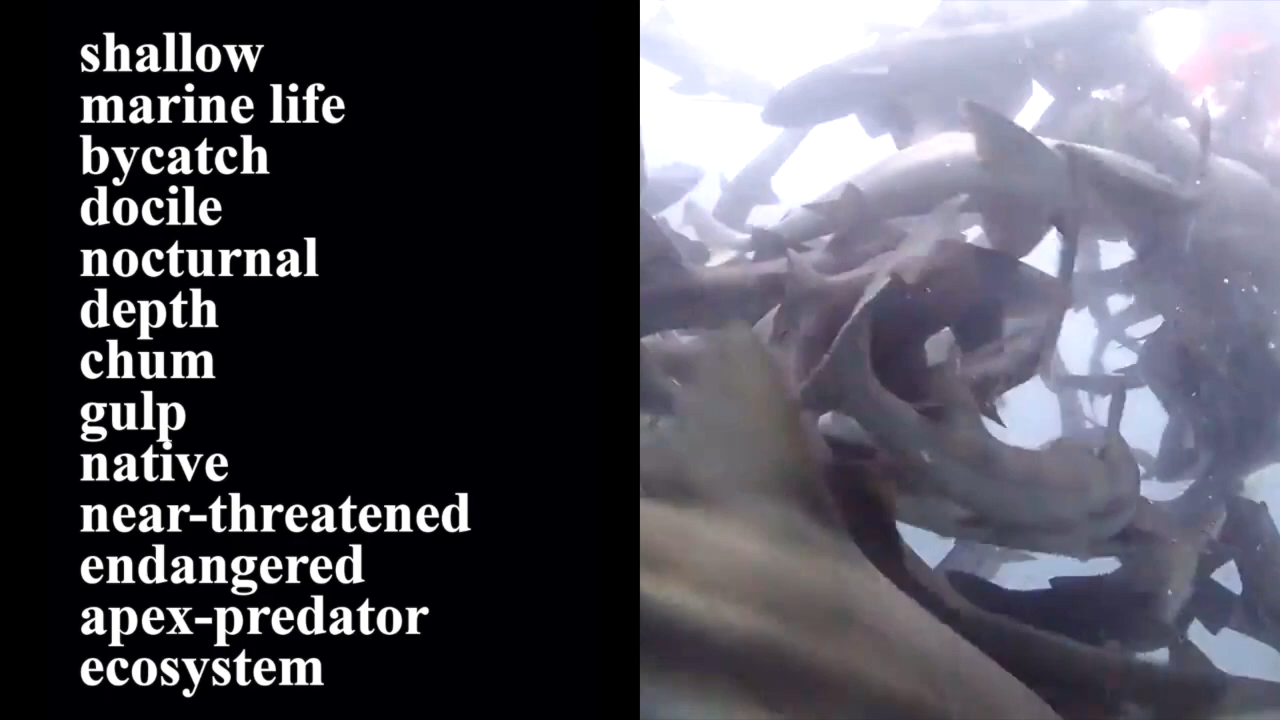 shallow
marine life
bycatch
docile
nocturnal
depth
chum
gulp
native
near-threatened
endangered
apex-predator
ecosystem